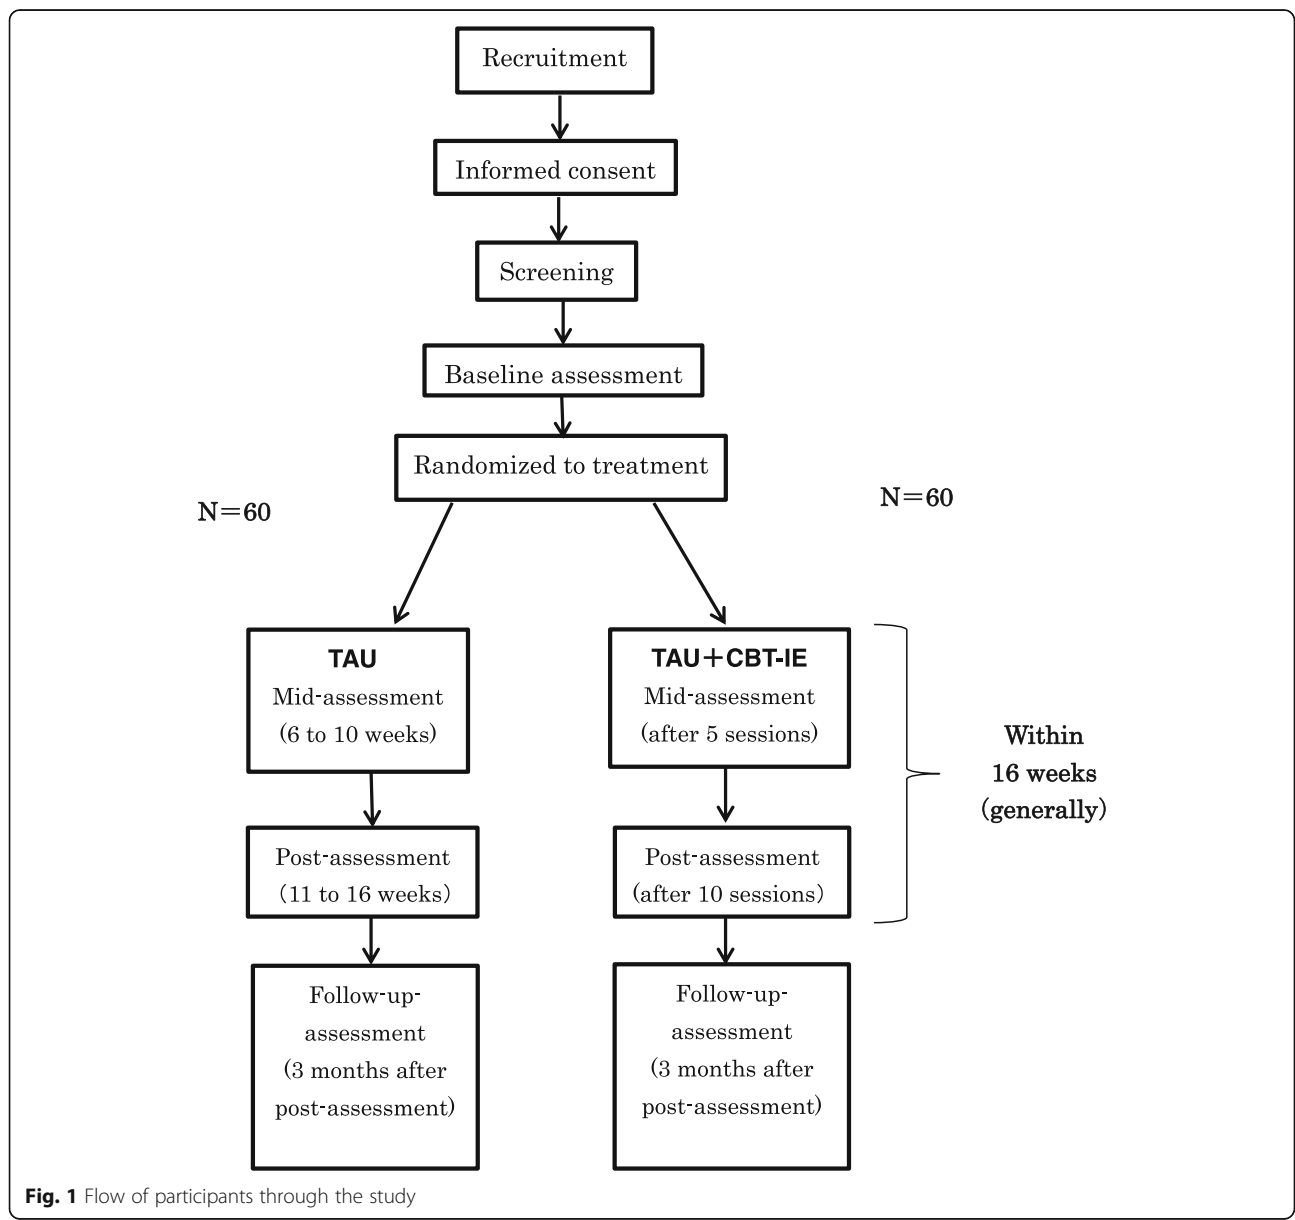 Recruitment
Informed consent
Screening
Baseline assessment
Randomized to treatment
N=60
N=60
TAU
Mid-assessment
(6 to 10 weeks)
TAU+CBT-IE
Mid-assessment
(after 5 sessions)
Within
16 weeks
(generally)
Post-assessment
(11 to 16 weeks)
Post-assessment
(after 10 sessions)
Follow-up-
assessment
(3 months after
post-assessment)
Follow-up-
assessment
(3 months after
post-assessment)
Fig. 1 Flow of participants through the study